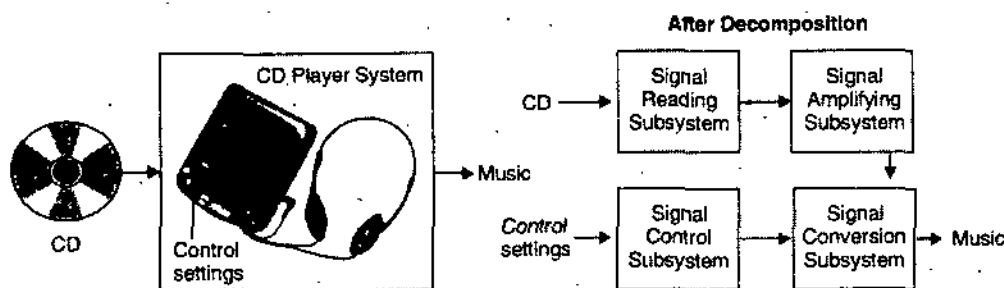 After Decomposition
CD Player System
CD
Control
settings
Music
CD
Signal
Reading
Subsystem
Signal
Amplifying
Subsystem
Control
settings
Signal
Control
Subsystem
Signal
Conversion
Subsystem
Music